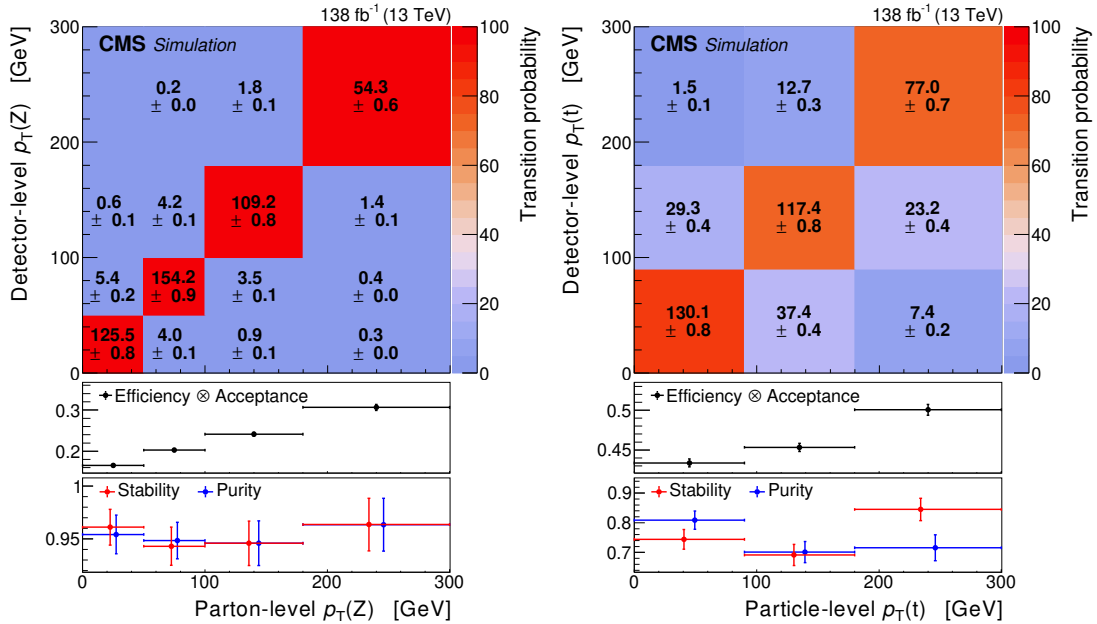 138 fb⁻¹ (13 TeV)
CMS Simulation
Detector-level pT(Z) [GeV]
300
200
100
0
0.2 ± 0.0
1.8 ± 0.1
54.3 ± 0.6
0.6 ± 0.1
4.2 ± 0.1
109.2 ± 0.8
1.4 ± 0.1
5.4 ± 0.2
154.2 ± 0.9
3.5 ± 0.1
0.4 ± 0.0
125.5 ± 0.8
4.0 ± 0.1
0.9 ± 0.1
0.3 ± 0.0
100
80
60
40
20
0
Transition probability
Efficiency ⊗ Acceptance
0.3
0.2
Stability Purity
1
0.95
0 100 200 300
Parton-level pT(Z) [GeV]
138 fb⁻¹ (13 TeV)
CMS Simulation
Detector-level pT(t) [GeV]
300
200
100
0
1.5 ± 0.1
12.7 ± 0.3
77.0 ± 0.7
29.3 ± 0.4
117.4 ± 0.8
23.2 ± 0.4
130.1 ± 0.8
37.4 ± 0.4
7.4 ± 0.2
100
80
60
40
20
0
Transition probability
Efficiency ⊗ Acceptance
0.5
0.45
Stability Purity
0.9
0.8
0.7
0 100 200 300
Particle-level pT(t) [GeV]